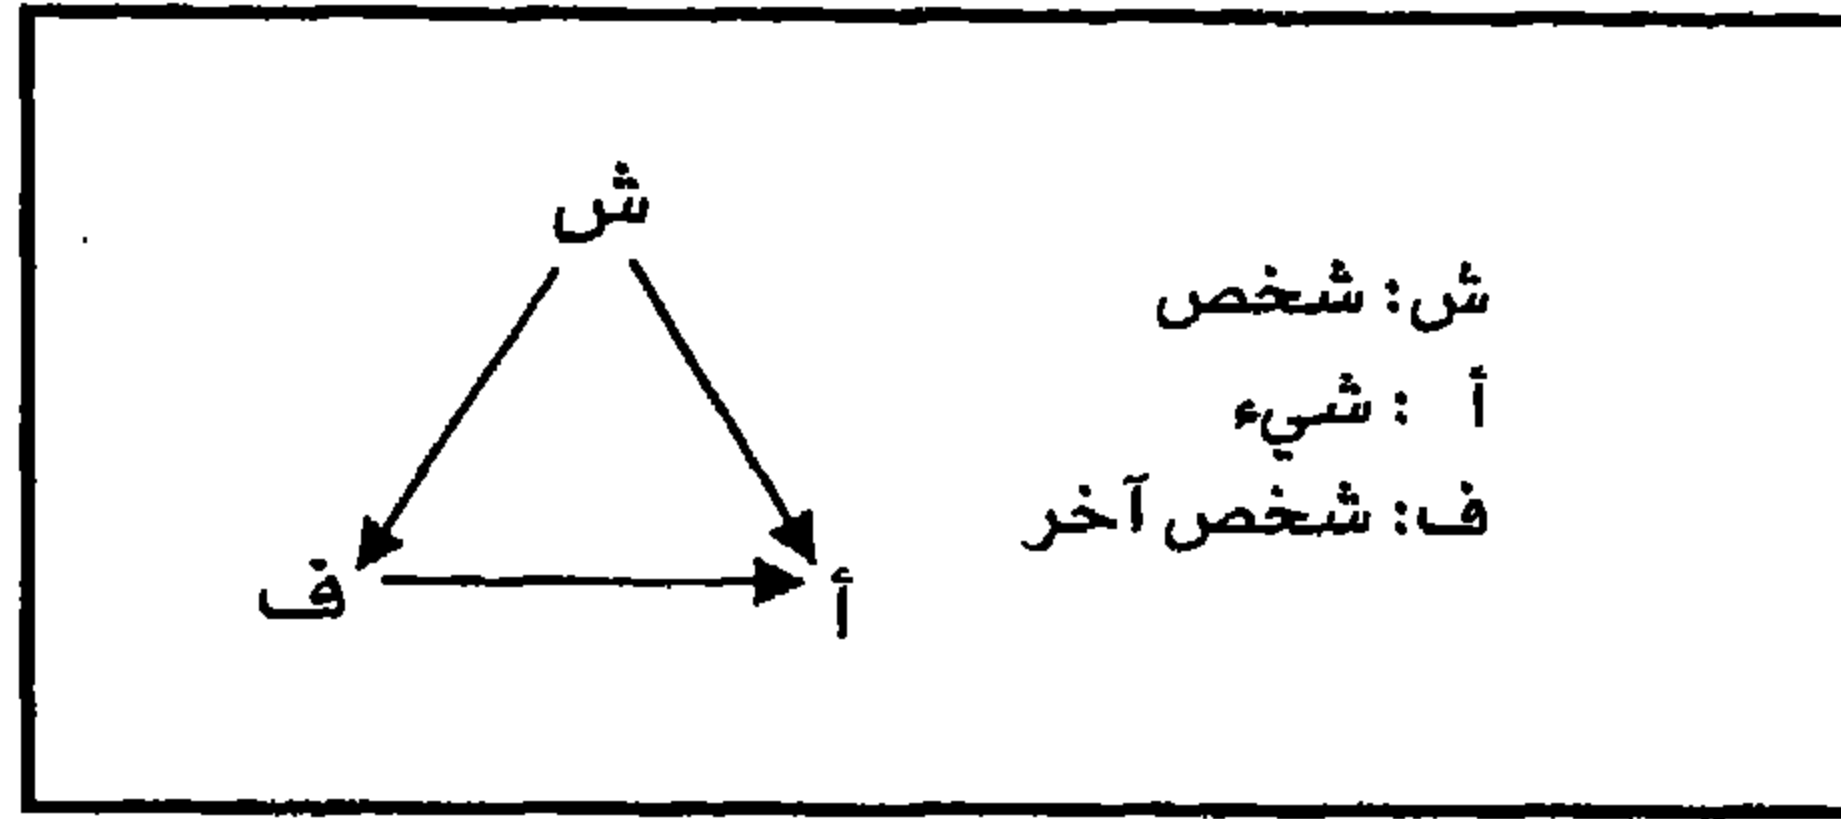 ش
ش: شخص
أ : شيء
ف: شخص آخر
ف
أ